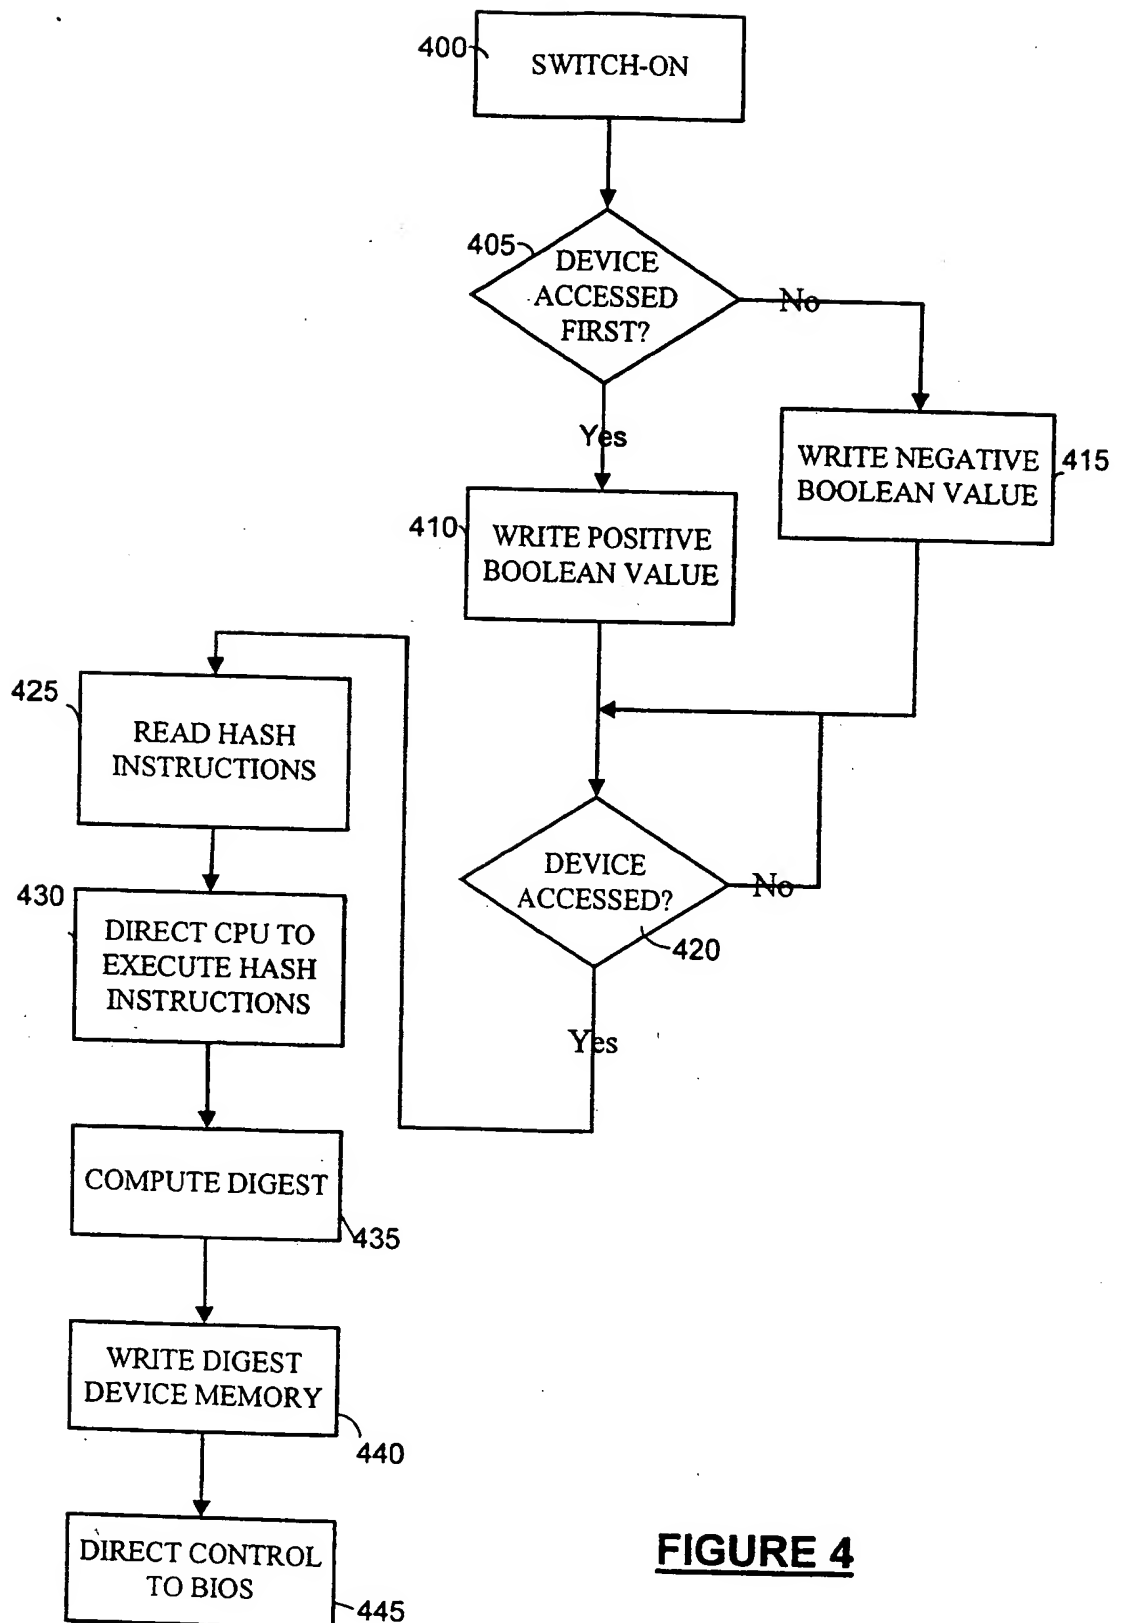 400
SWITCH-ON
405
DEVICE
ACCESSED
FIRST?
No
Yes
WRITE NEGATIVE
BOOLEAN VALUE
415
410
WRITE POSITIVE
BOOLEAN VALUE
425
READ HASH
INSTRUCTIONS
DEVICE
ACCESSED?
No
420
Yes
430
DIRECT CPU TO
EXECUTE HASH
INSTRUCTIONS
COMPUTE DIGEST
435
WRITE DIGEST
DEVICE MEMORY
440
DIRECT CONTROL
TO BIOS
445
FIGURE 4